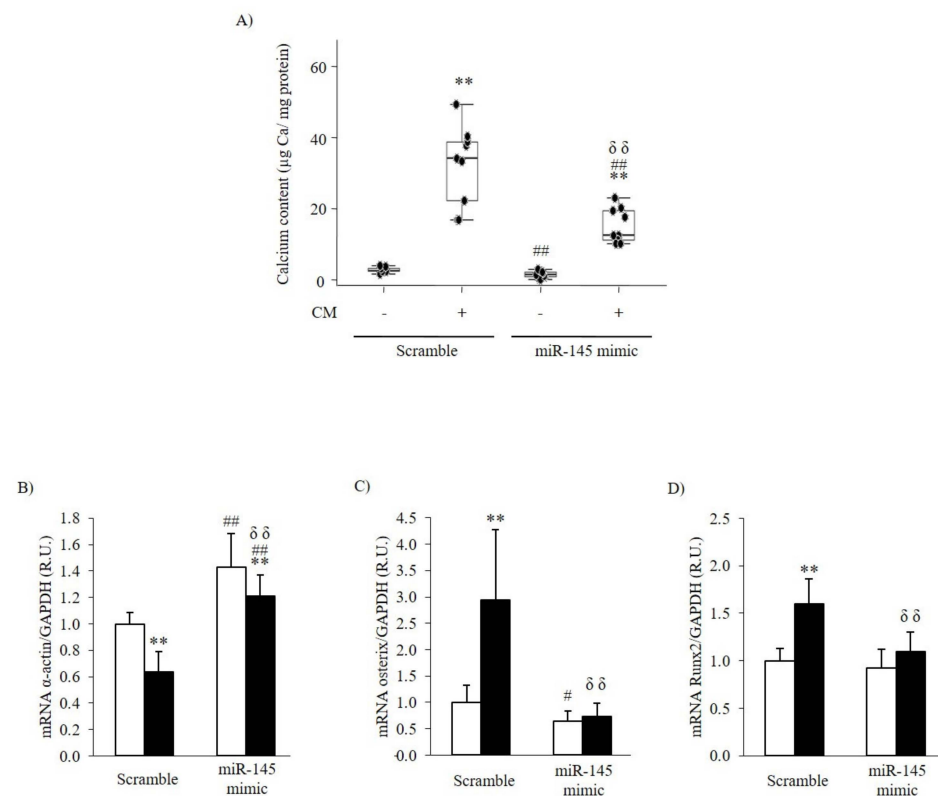 A)
Calcium content (µg Ca/ mg protein)
60
40
20
0
**
##
δ δ
##
**
CM
-
+
-
+
Scramble
miR-145 mimic
B)
mRNA α-actin/GAPDH (R.U.)
1.8
1.6
1.4
1.2
1.0
0.8
0.6
0.4
0.2
0.0
**
##
δ δ
##
**
Scramble
miR-145
mimic
C)
mRNA osterix/GAPDH (R.U.)
4.5
4.0
3.5
3.0
2.5
2.0
1.5
1.0
0.5
0.0
**
#
δ δ
Scramble
miR-145
mimic
D)
mRNA Runx2/GAPDH (R.U.)
2.5
2.0
1.5
1.0
0.5
0.0
**
δ δ
Scramble
miR-145
mimic